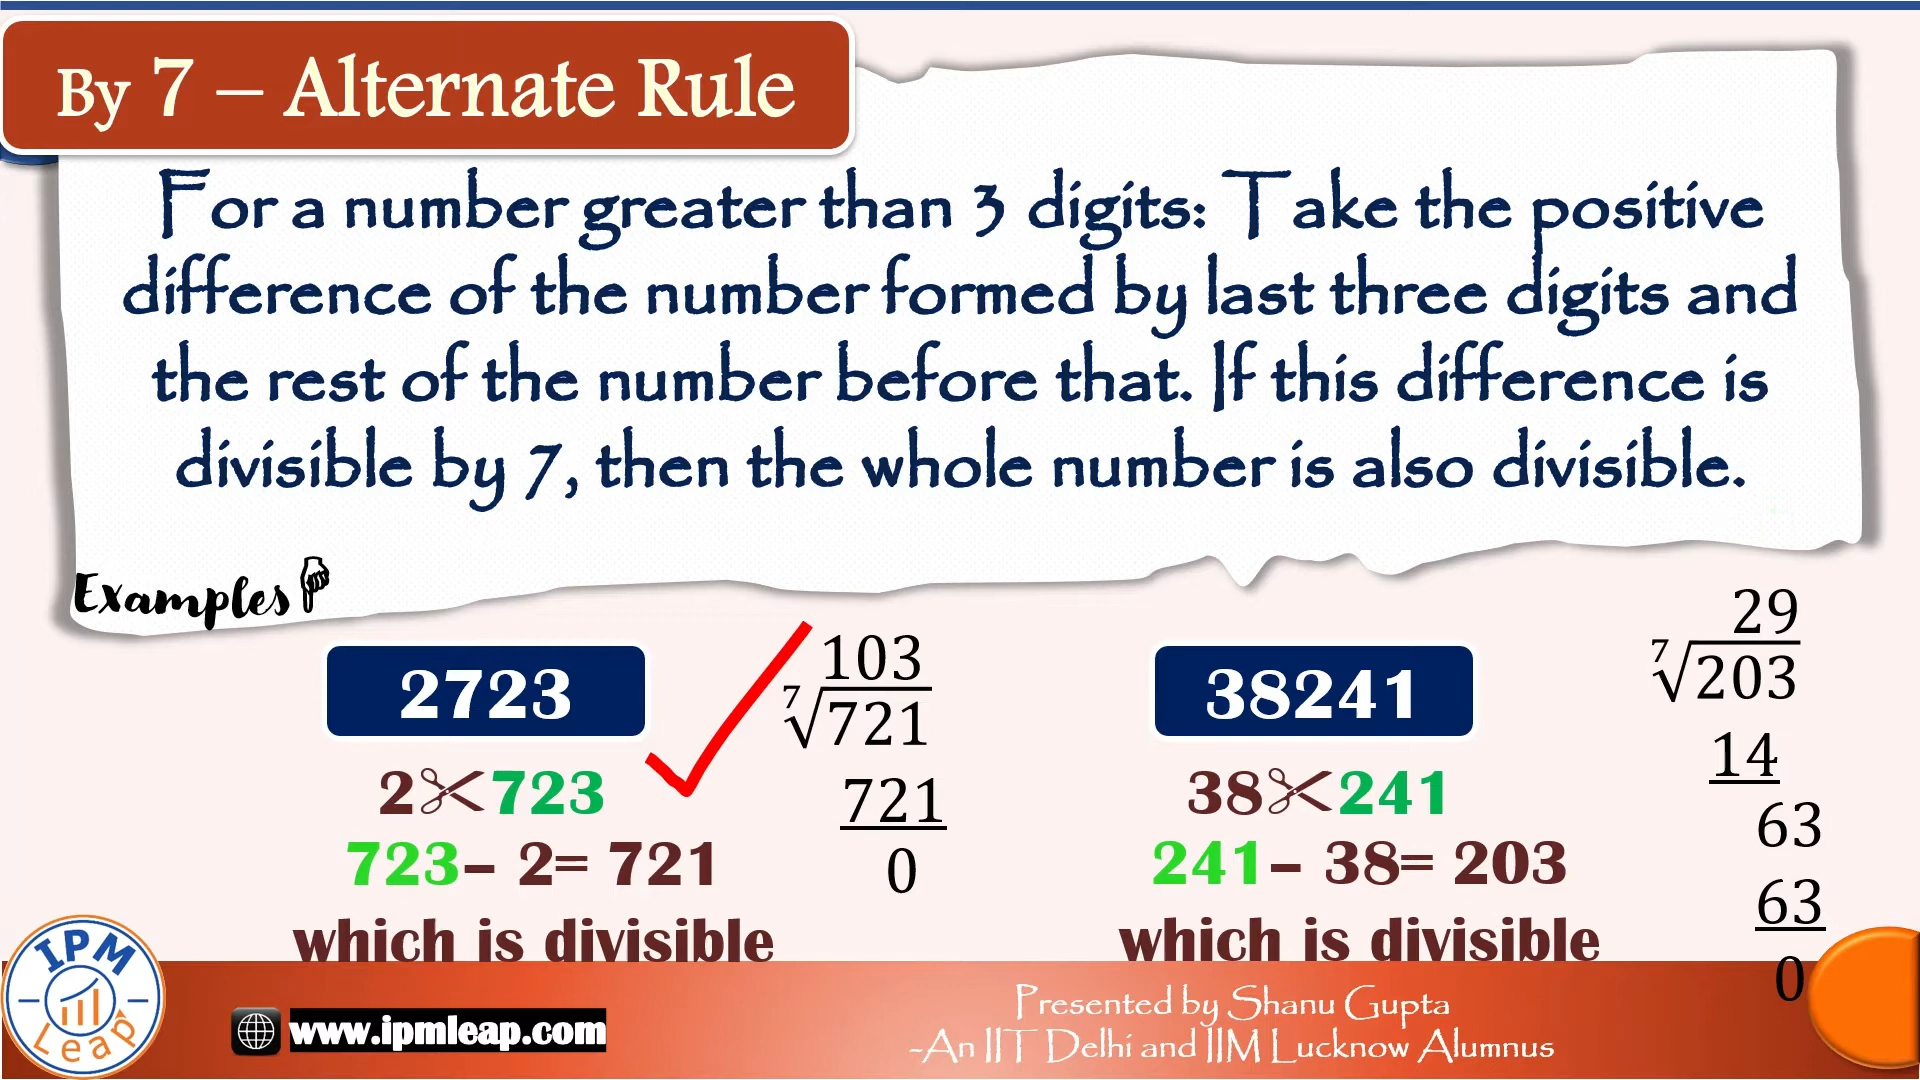 By 7 – Alternate Rule
For a number greater than 3 digits: Take the positive
difference of the number formed by last three digits and
the rest of the number before that. If this difference is
divisible by 7, then the whole number is also divisible.
Examples
2723
2 723
723– 2= 721
which is divisible
103
7 721
721
0
38241
38 241
241– 38= 203
which is divisible
29
7 203
14
63
63
0
IPM
Leap
www.ipmleap.com
Presented by Shanu Gupta
-An IIT Delhi and IIM Lucknow Alumnus